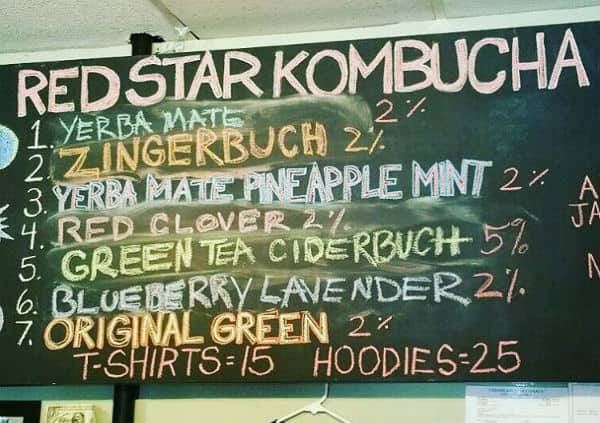 RED STAR KOMBUCHA
1. YERBA MATE 2%
2. ZINGERBUCH 2%
3. YERBA MATE PINEAPPLE MINT 2%
4. RED CLOVER 2%
5. GREEN TEA CIDERBUCH 5%
6. BLUEBERRY LAVENDER 2%
7. ORIGINAL GREEN 2%
T-SHIRTS=15 HOODIES=25
A
JA
N